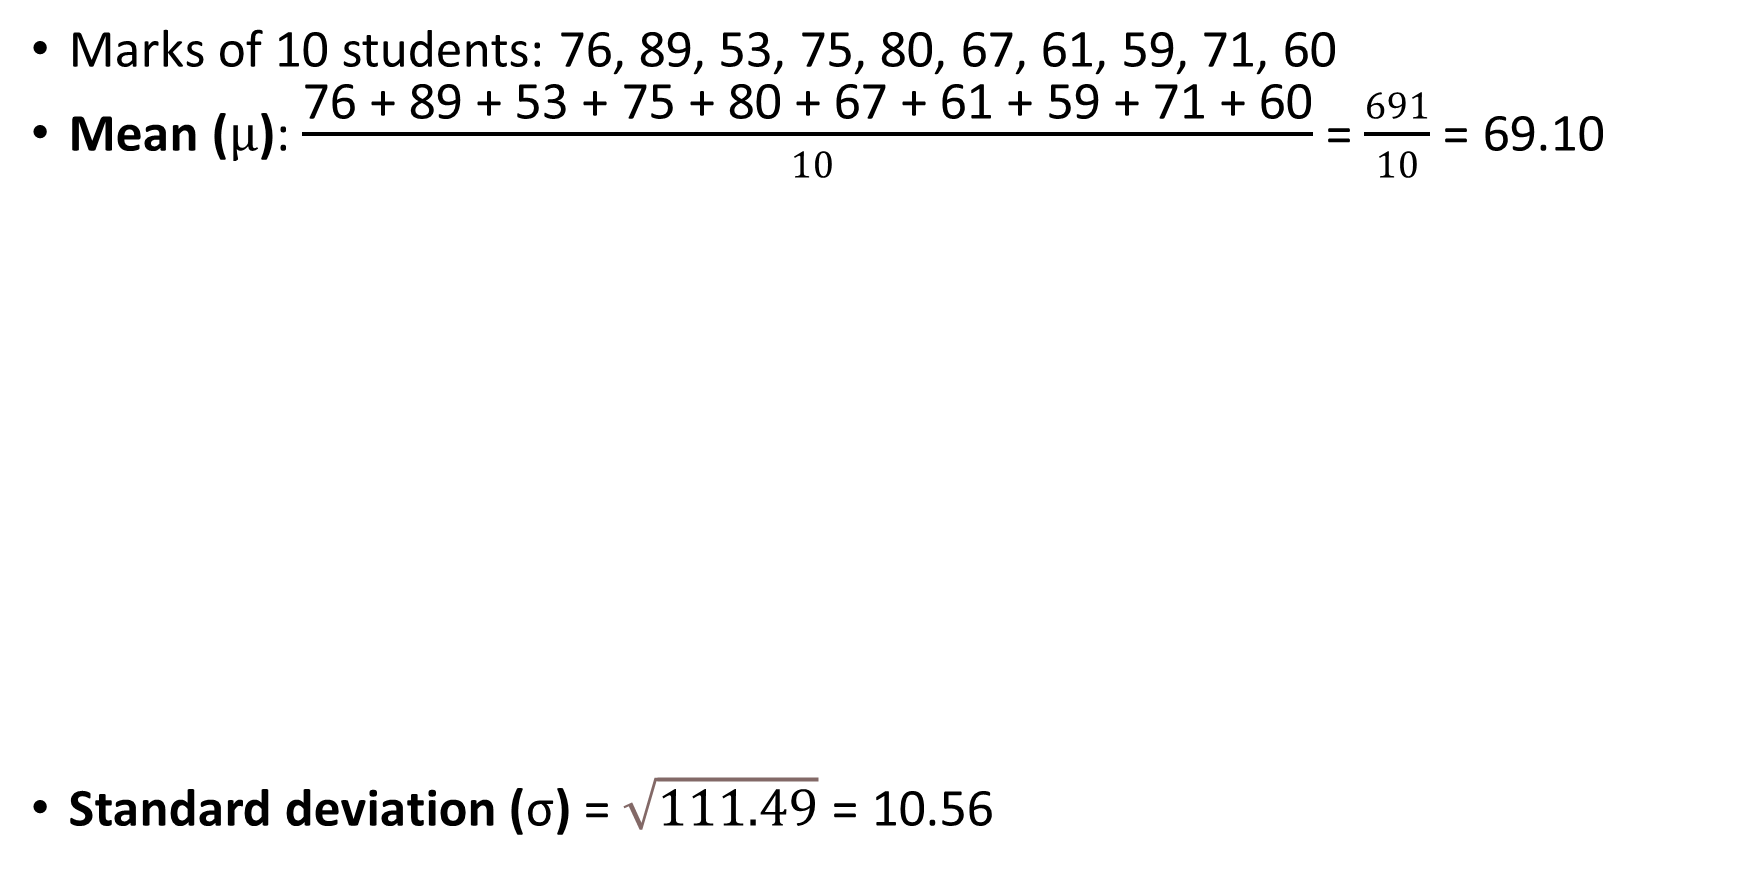 • Marks of 10 students: 76, 89, 53, 75, 80, 67, 61, 59, 71, 60
• Mean (μ): 76 + 89 + 53 + 75 + 80 + 67 + 61 + 59 + 71 + 60 / 10 = 691 / 10 = 69.10
• Standard deviation (σ) = √111.49 = 10.56